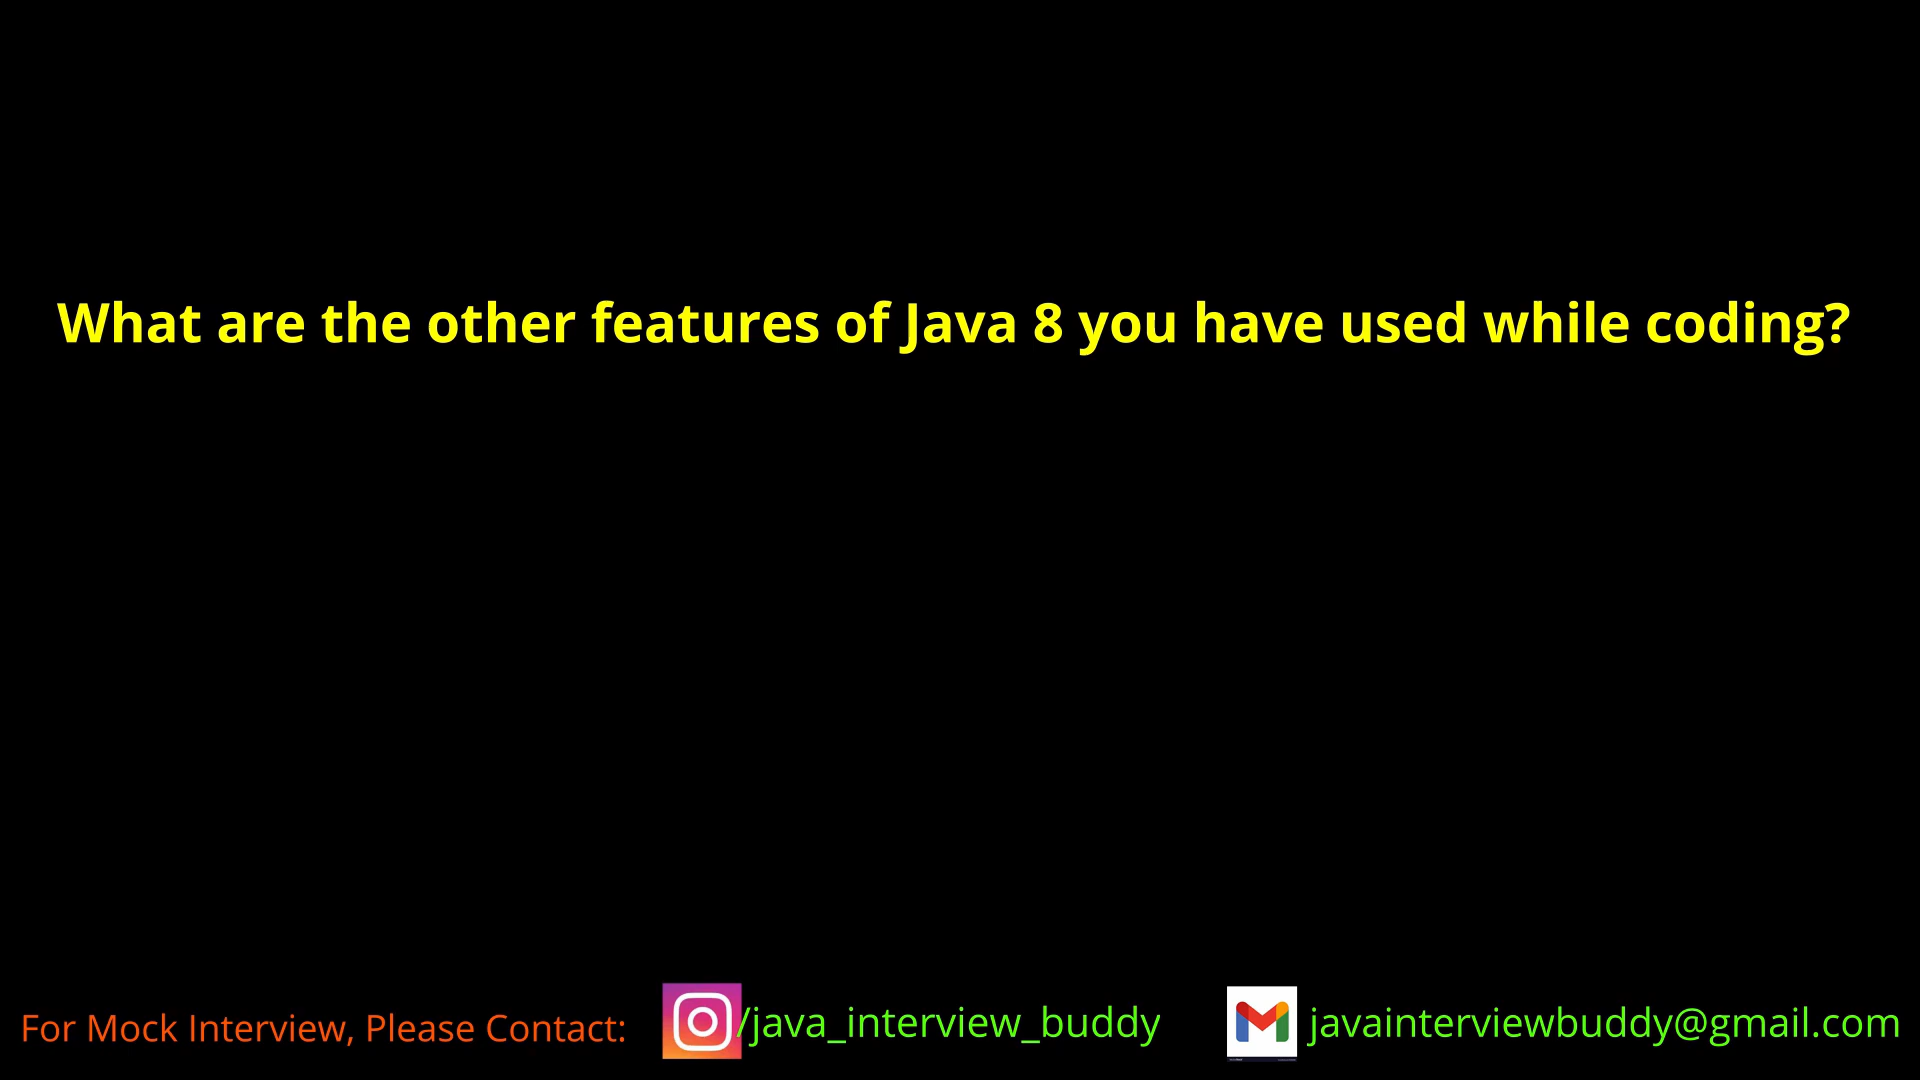 What are the other features of Java 8 you have used while coding?
For Mock Interview, Please Contact: /java_interview_buddy javainterviewbuddy@gmail.com